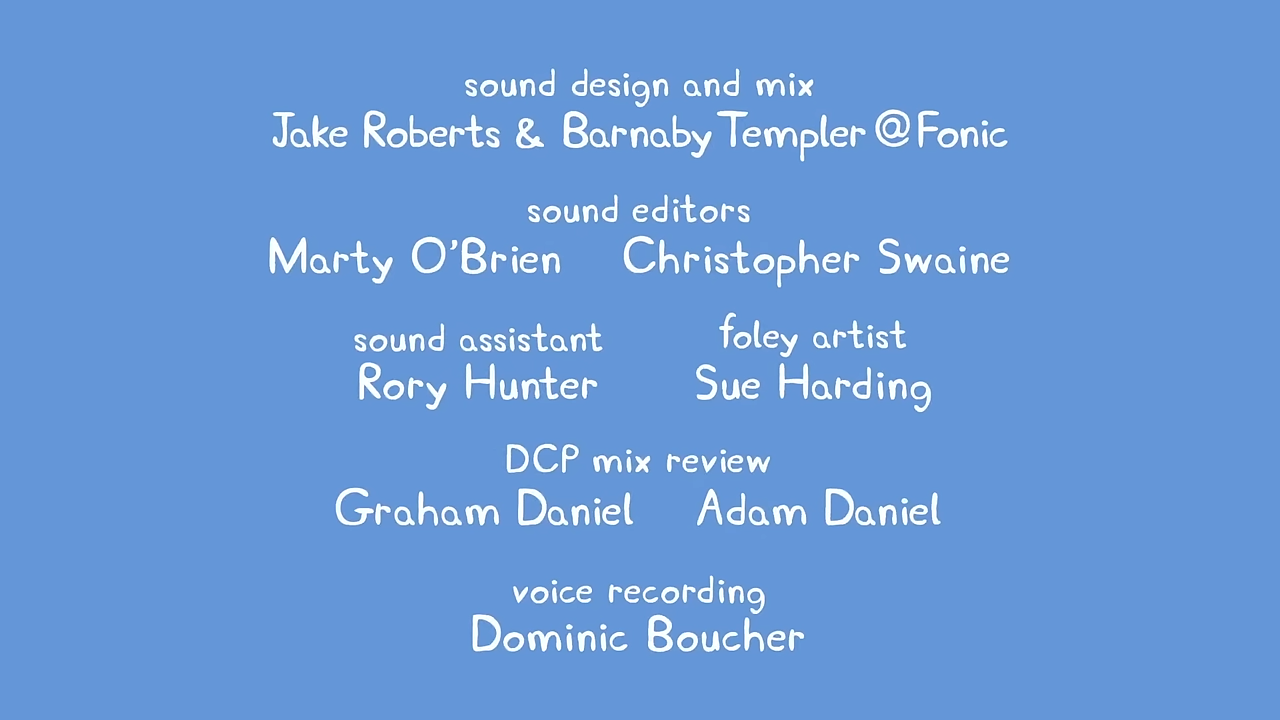 sound design and mix
Jake Roberts & Barnaby Templer @ Fonic
sound editors
Marty O'Brien Christopher Swaine
sound assistant foley artist
Rory Hunter Sue Harding
DCP mix review
Graham Daniel Adam Daniel
voice recording
Dominic Boucher